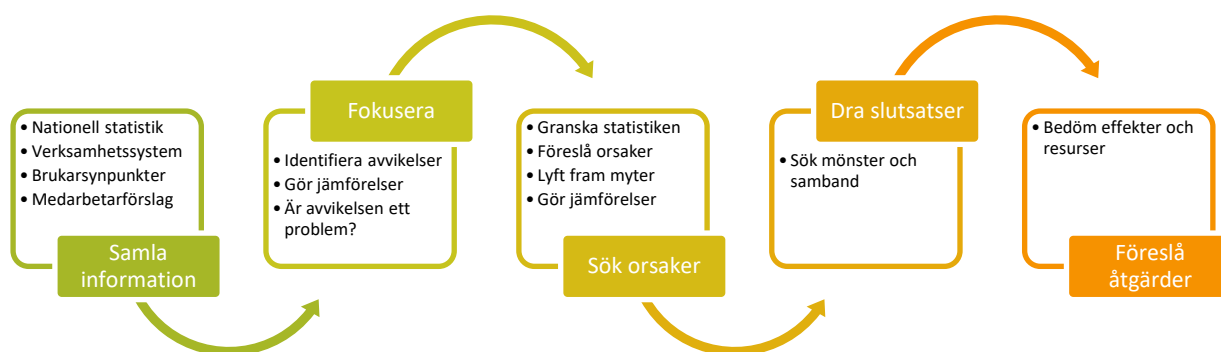 • Nationell statistik
• Verksamhetssystem
• Brukarsynpunkter
• Medarbetarförslag
Samla
information
Fokusera
• Identifiera avvikelser
• Gör jämförelser
• Är avvikelsen ett
problem?
• Granska statistiken
• Föreslå orsaker
• Lyft fram myter
• Gör jämförelser
Sök orsaker
Dra slutsatser
• Sök mönster och
samband
• Bedöm effekter och
resurser
Föreslå
åtgärder